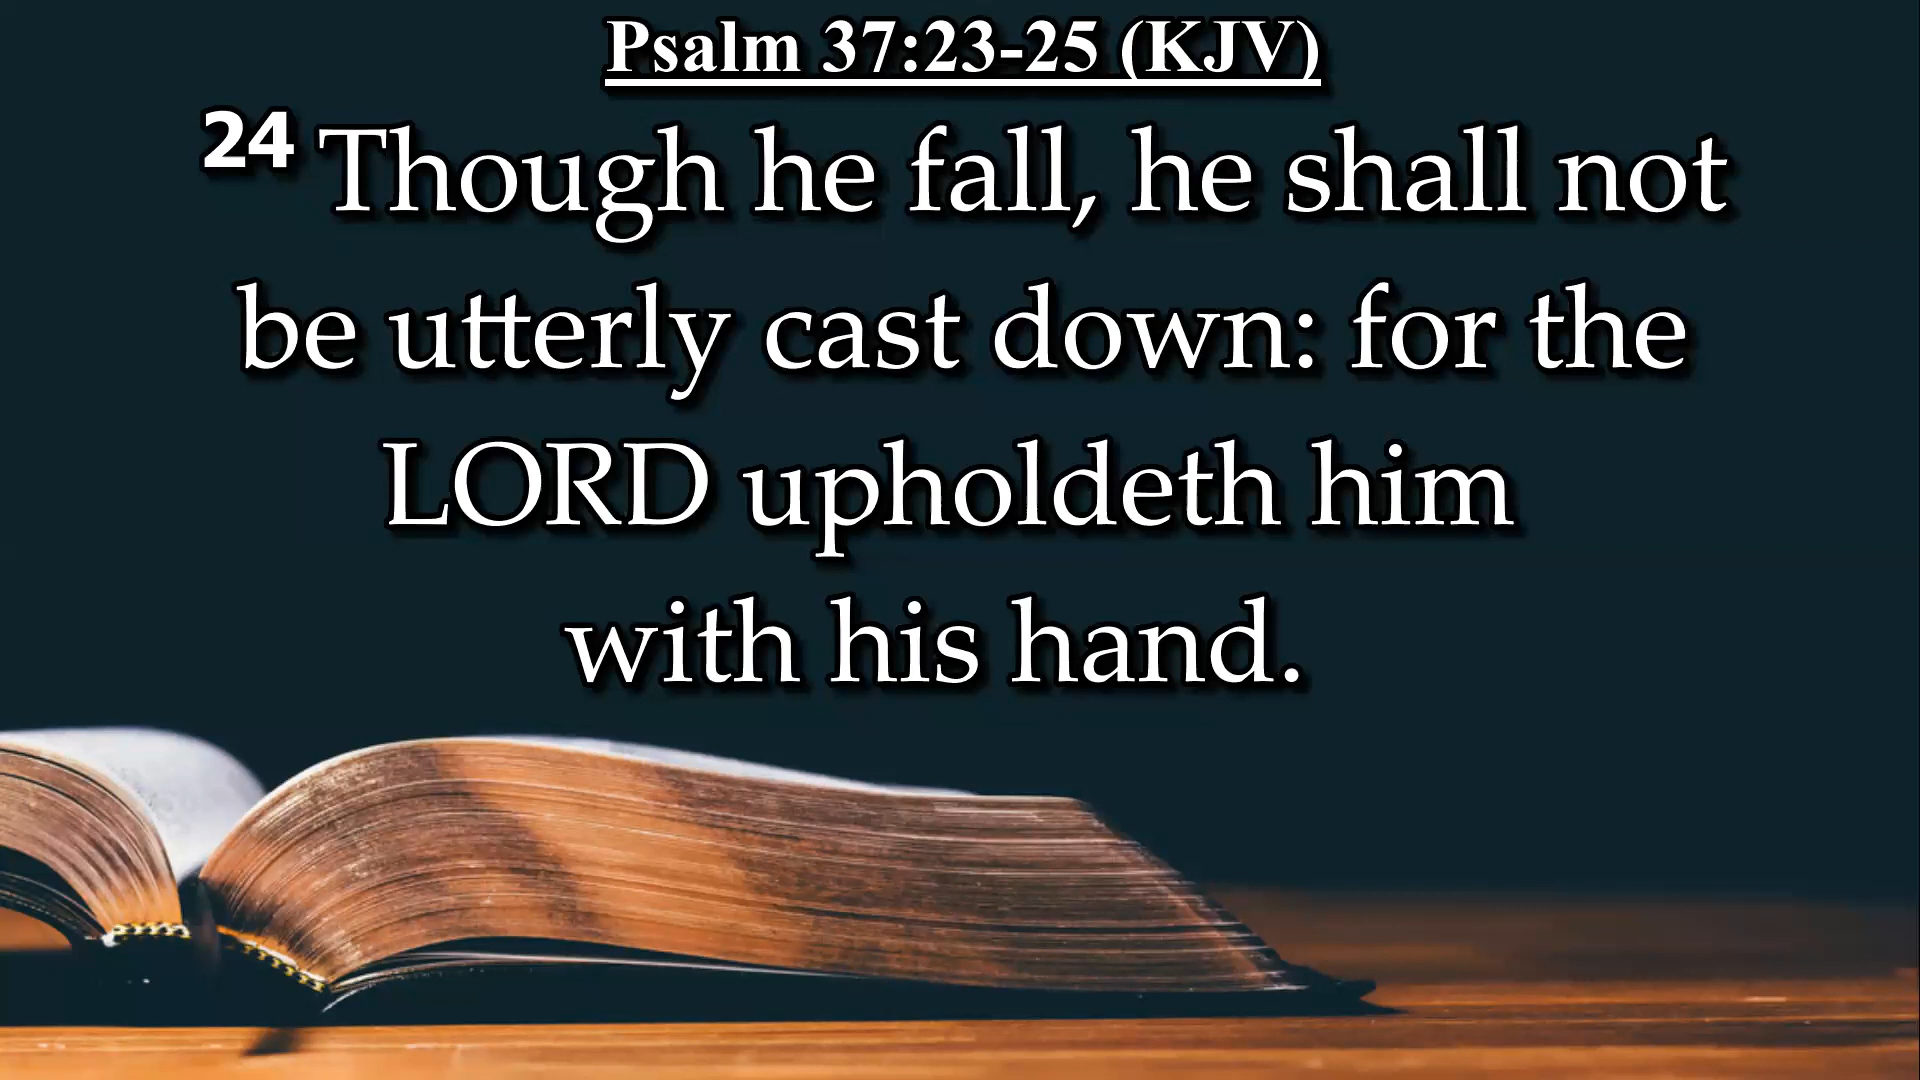 Psalm 37:23-25 (KJV)
24 Though he fall, he shall not
be utterly cast down: for the
LORD upholdeth him
with his hand.